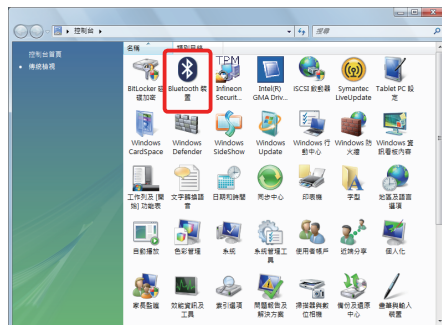 控制台
搜尋
控制台首頁
傳統檢視
名稱 類別目錄
BitLocker 磁碟加密
Bluetooth 裝置
TPM
Infineon Securit...
Intel(R) GMA Driv...
iSCSI 啟動器
Symantec LiveUpdate
Tablet PC 設定
Windows CardSpace
Windows Defender
Windows SideShow
Windows Update
Windows 行動中心
Windows 防火牆
Windows 資訊看板內容
工作列及 [開始] 功能表
文字轉換語音
日期和時間
同步中心
印表機
字型
地區及語言選項
自動播放
色彩管理
系統
系統管理工具
使用者帳戶
近端分享
個人化
家長監護
效能資訊及工具
索引選項
問題報告及解決方案
掃描器與數位相機
備份及還原中心
畫筆與輸入裝置